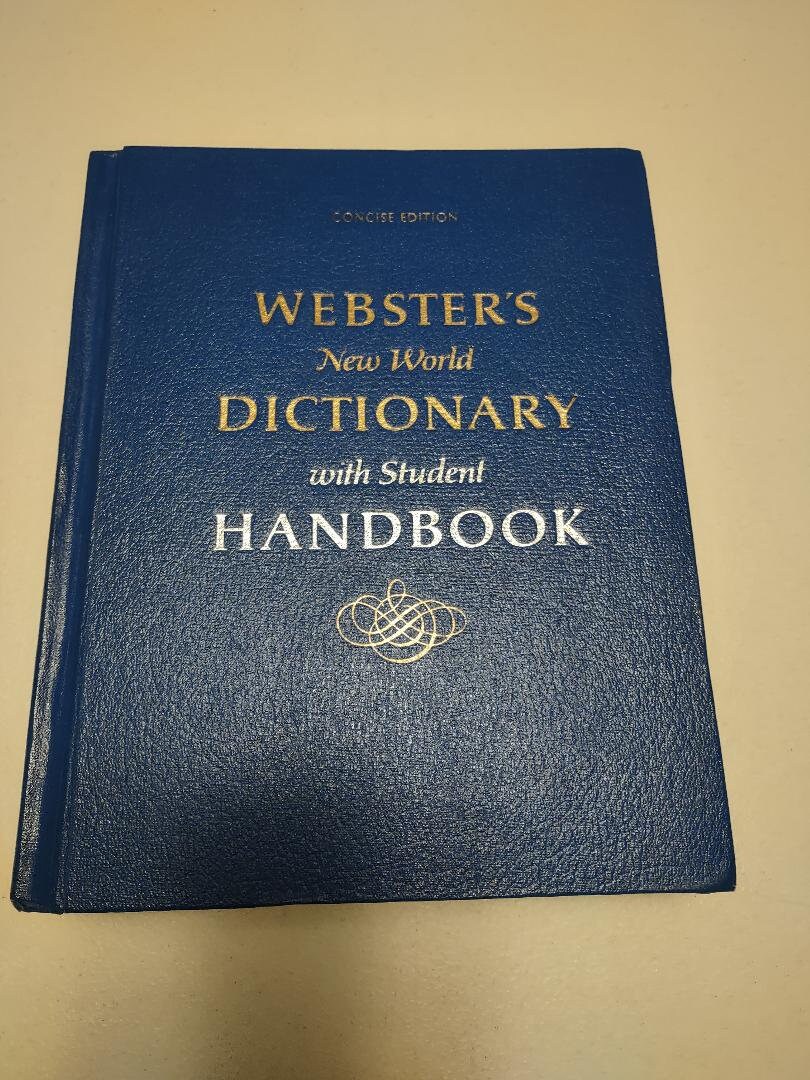 CONCISE EDITION
WEBSTER'S
New World
DICTIONARY
with Student
HANDBOOK